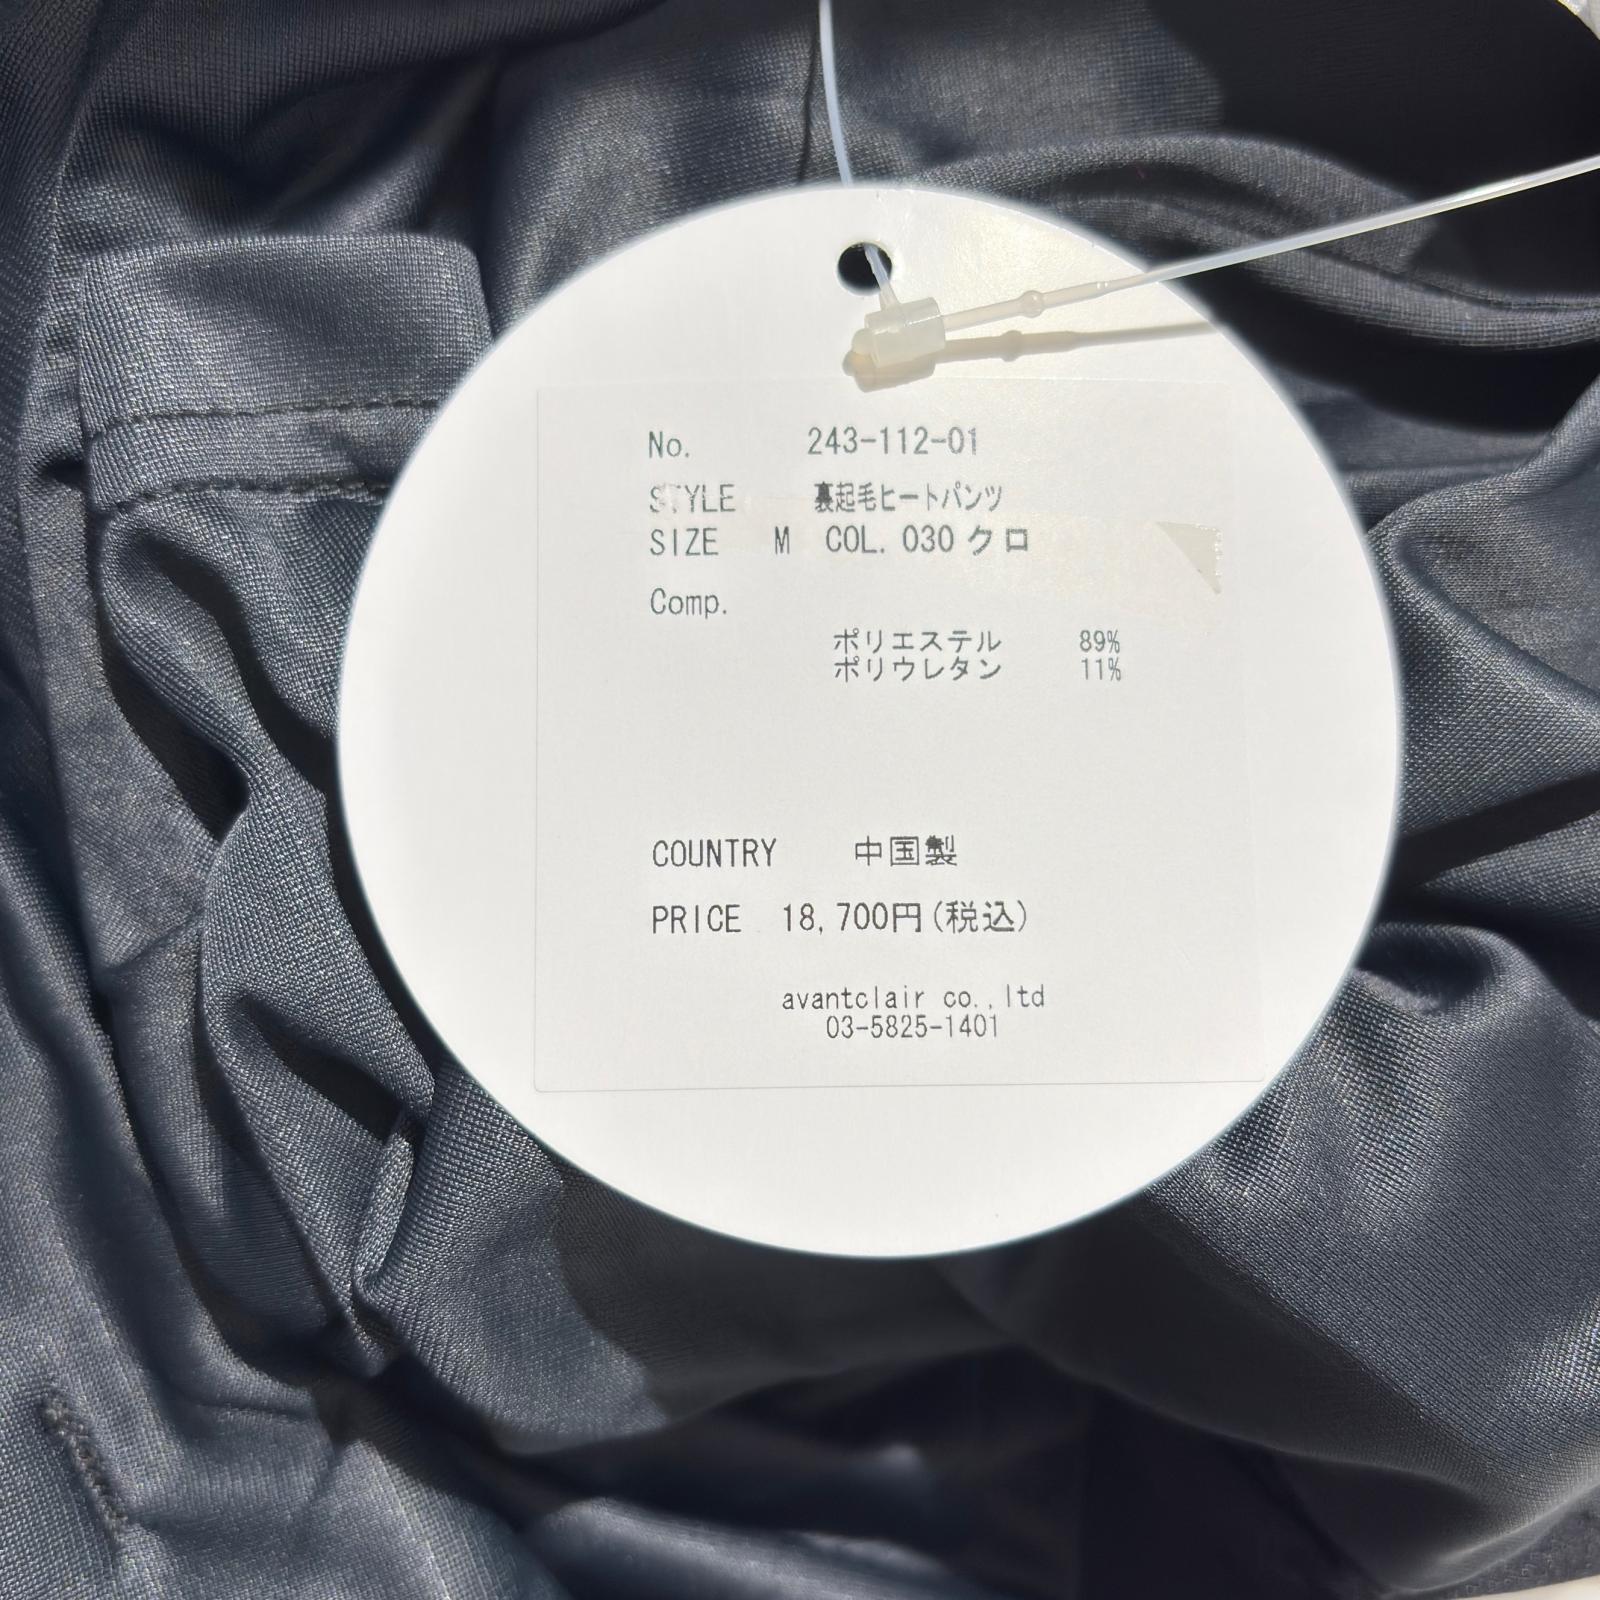 No. 243-112-01
STYLE 裏起毛ヒートパンツ
SIZE M COL. 030 クロ
Comp.
ポリエステル 89%
ポリウレタン 11%
COUNTRY 中国製
PRICE 18,700円(税込)
avantclair co.,ltd
03-5825-1401